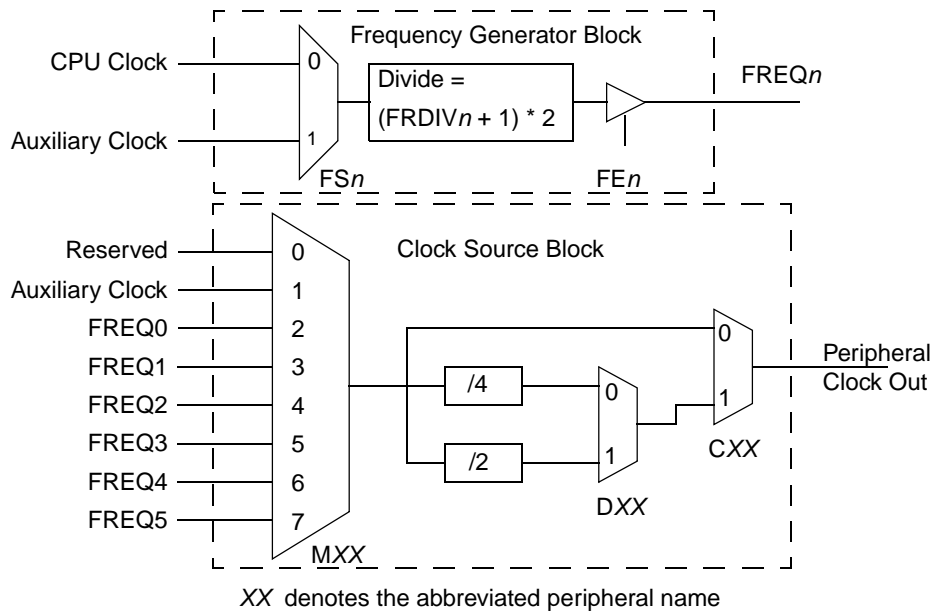 Frequency Generator Block
CPU Clock
0
Divide =
(FRDIVn + 1) * 2
FREQn
Auxiliary Clock
1
FSn
FEn
Clock Source Block
Reserved
0
Auxiliary Clock
1
FREQ0
2
FREQ1
3
FREQ2
4
FREQ3
5
FREQ4
6
FREQ5
7
MXX
/4
/2
0
1
DXX
0
1
CXX
Peripheral
Clock Out
XX denotes the abbreviated peripheral name